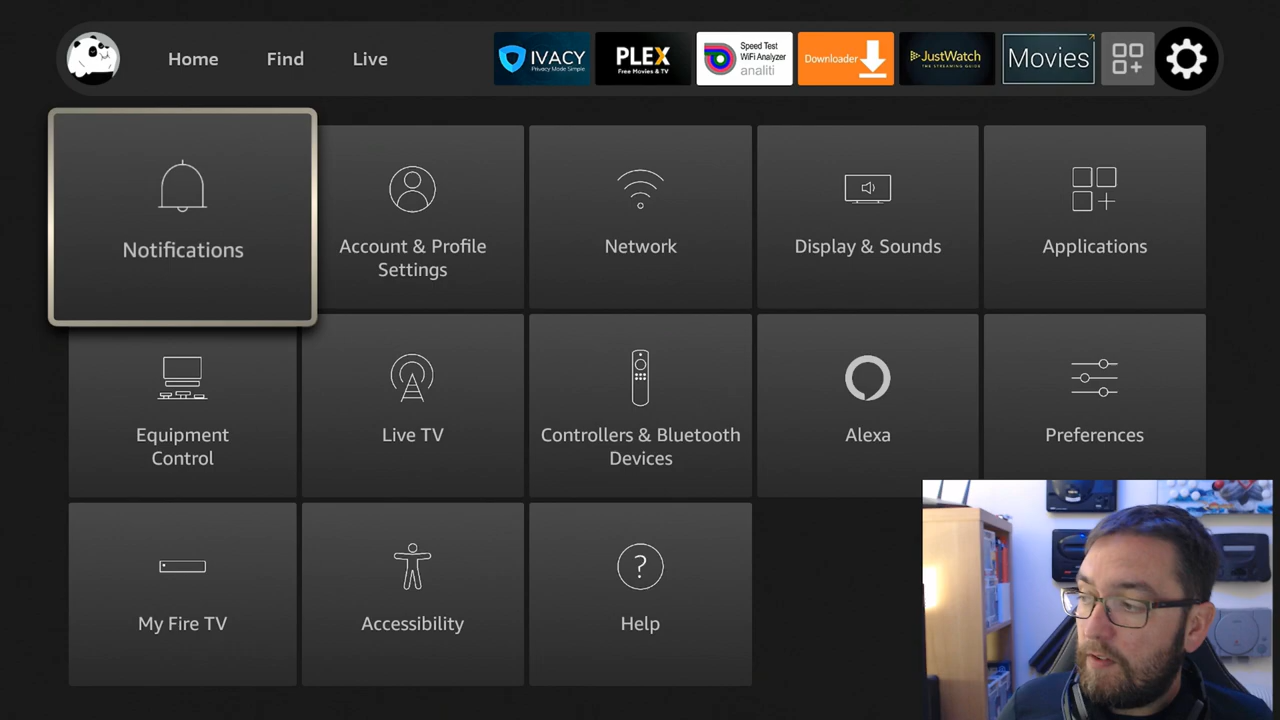 Home
Find
Live
IVACY
Privacy Made Simple
PLEX
Free Movies & TV
Speed Test
WiFi Analyzer
analiti
Downloader
JustWatch
THE STREAMING GUIDE
Movies
Notifications
Account & Profile
Settings
Network
Display & Sounds
Applications
Equipment
Control
Live TV
Controllers & Bluetooth
Devices
Alexa
Preferences
My Fire TV
Accessibility
?
Help